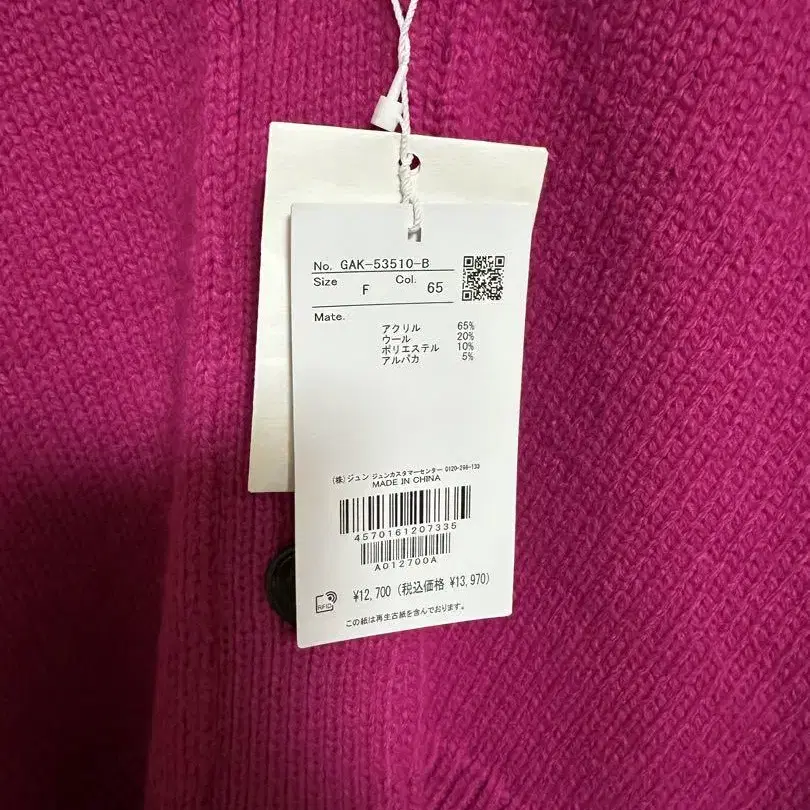 No. GAK-53510-B
Size F Col. 65
Mate.
アクリル 65%
ウール 20%
ポリエステル 10%
アルパカ 5%
(株)ジュン ジュンカスタマーセンター 0120-298-133
MADE IN CHINA
4570161207335
A012700A
¥12,700 (税込価格 ¥13,970)
RFID
この紙は再生古紙を含んでおります。